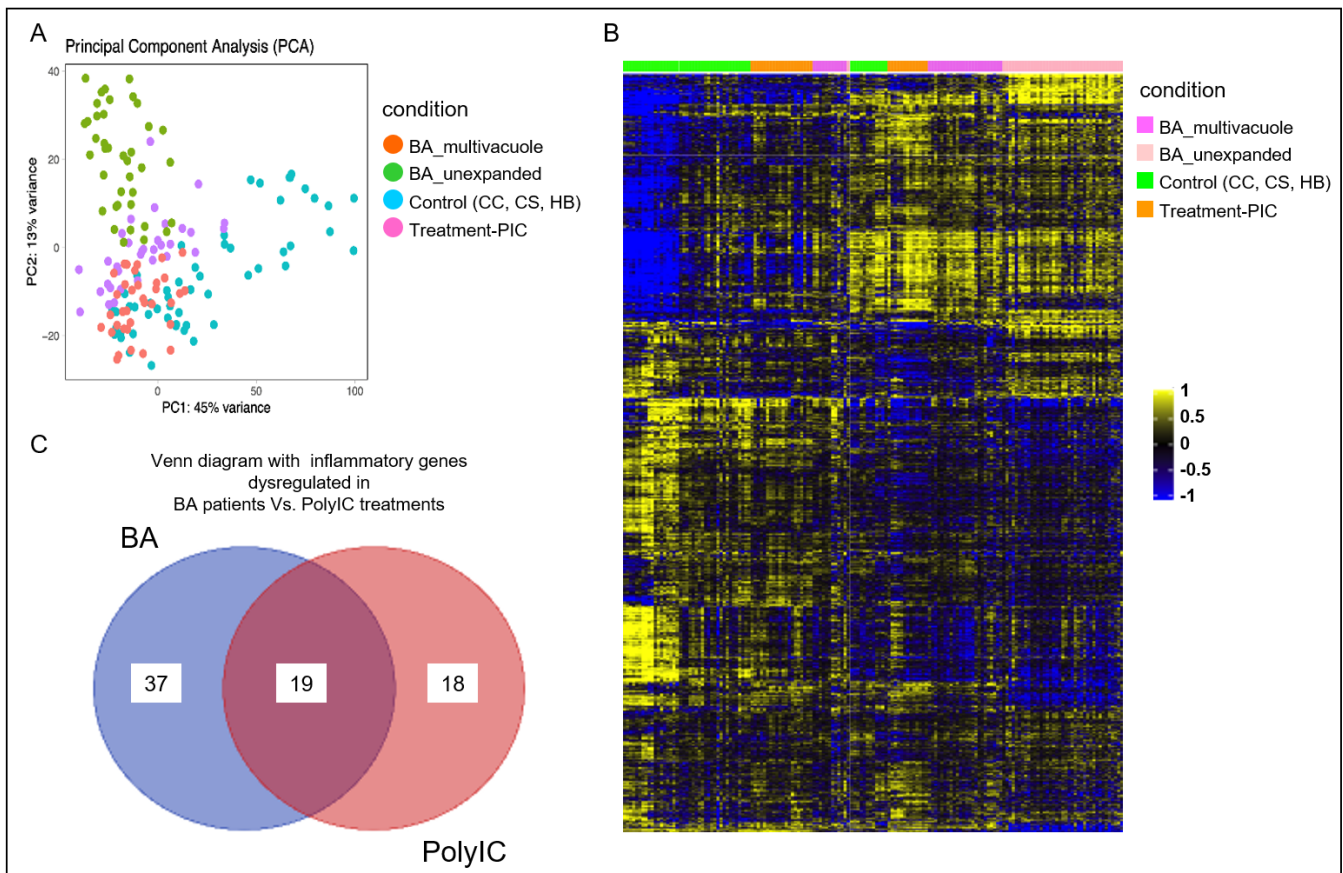 A
Principal Component Analysis (PCA)
40
20
0
−20
PC2: 13% variance
0
50
100
PC1: 45% variance
condition
BA_multivacuole
BA_unexpanded
Control (CC, CS, HB)
Treatment-PIC
B
condition
BA_multivacuole
BA_unexpanded
Control (CC, CS, HB)
Treatment-PIC
1
0.5
0
-0.5
-1
C
Venn diagram with inflammatory genes
dysregulated in
BA patients Vs. PolyIC treatments
BA
37
19
18
PolyIC